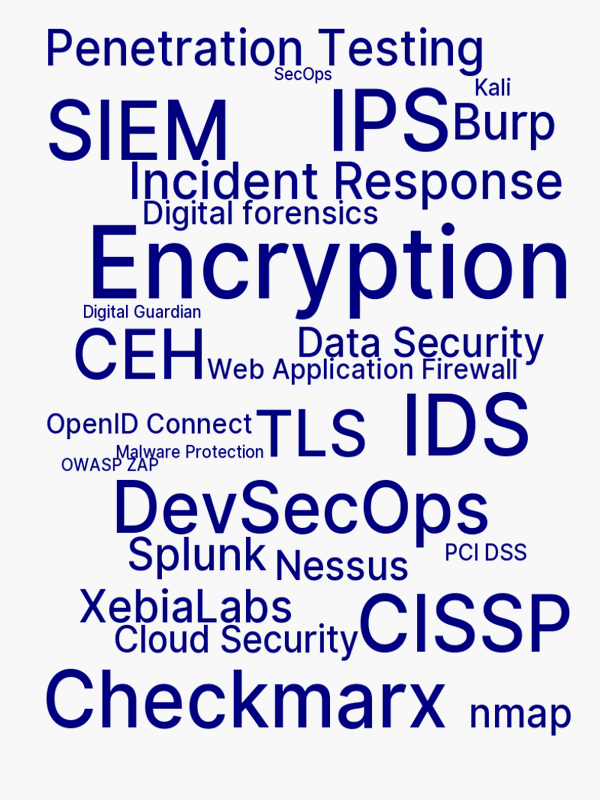 Penetration Testing
SecOps
Kali
SIEM
IPS
Burp
Incident Response
Digital forensics
Encryption
Digital Guardian
CEH
Data Security
Web Application Firewall
OpenID Connect
TLS
IDS
Malware Protection
OWASP ZAP
DevSecOps
Splunk
Nessus
PCI DSS
XebiaLabs
Cloud Security
CISSP
Checkmarx
nmap